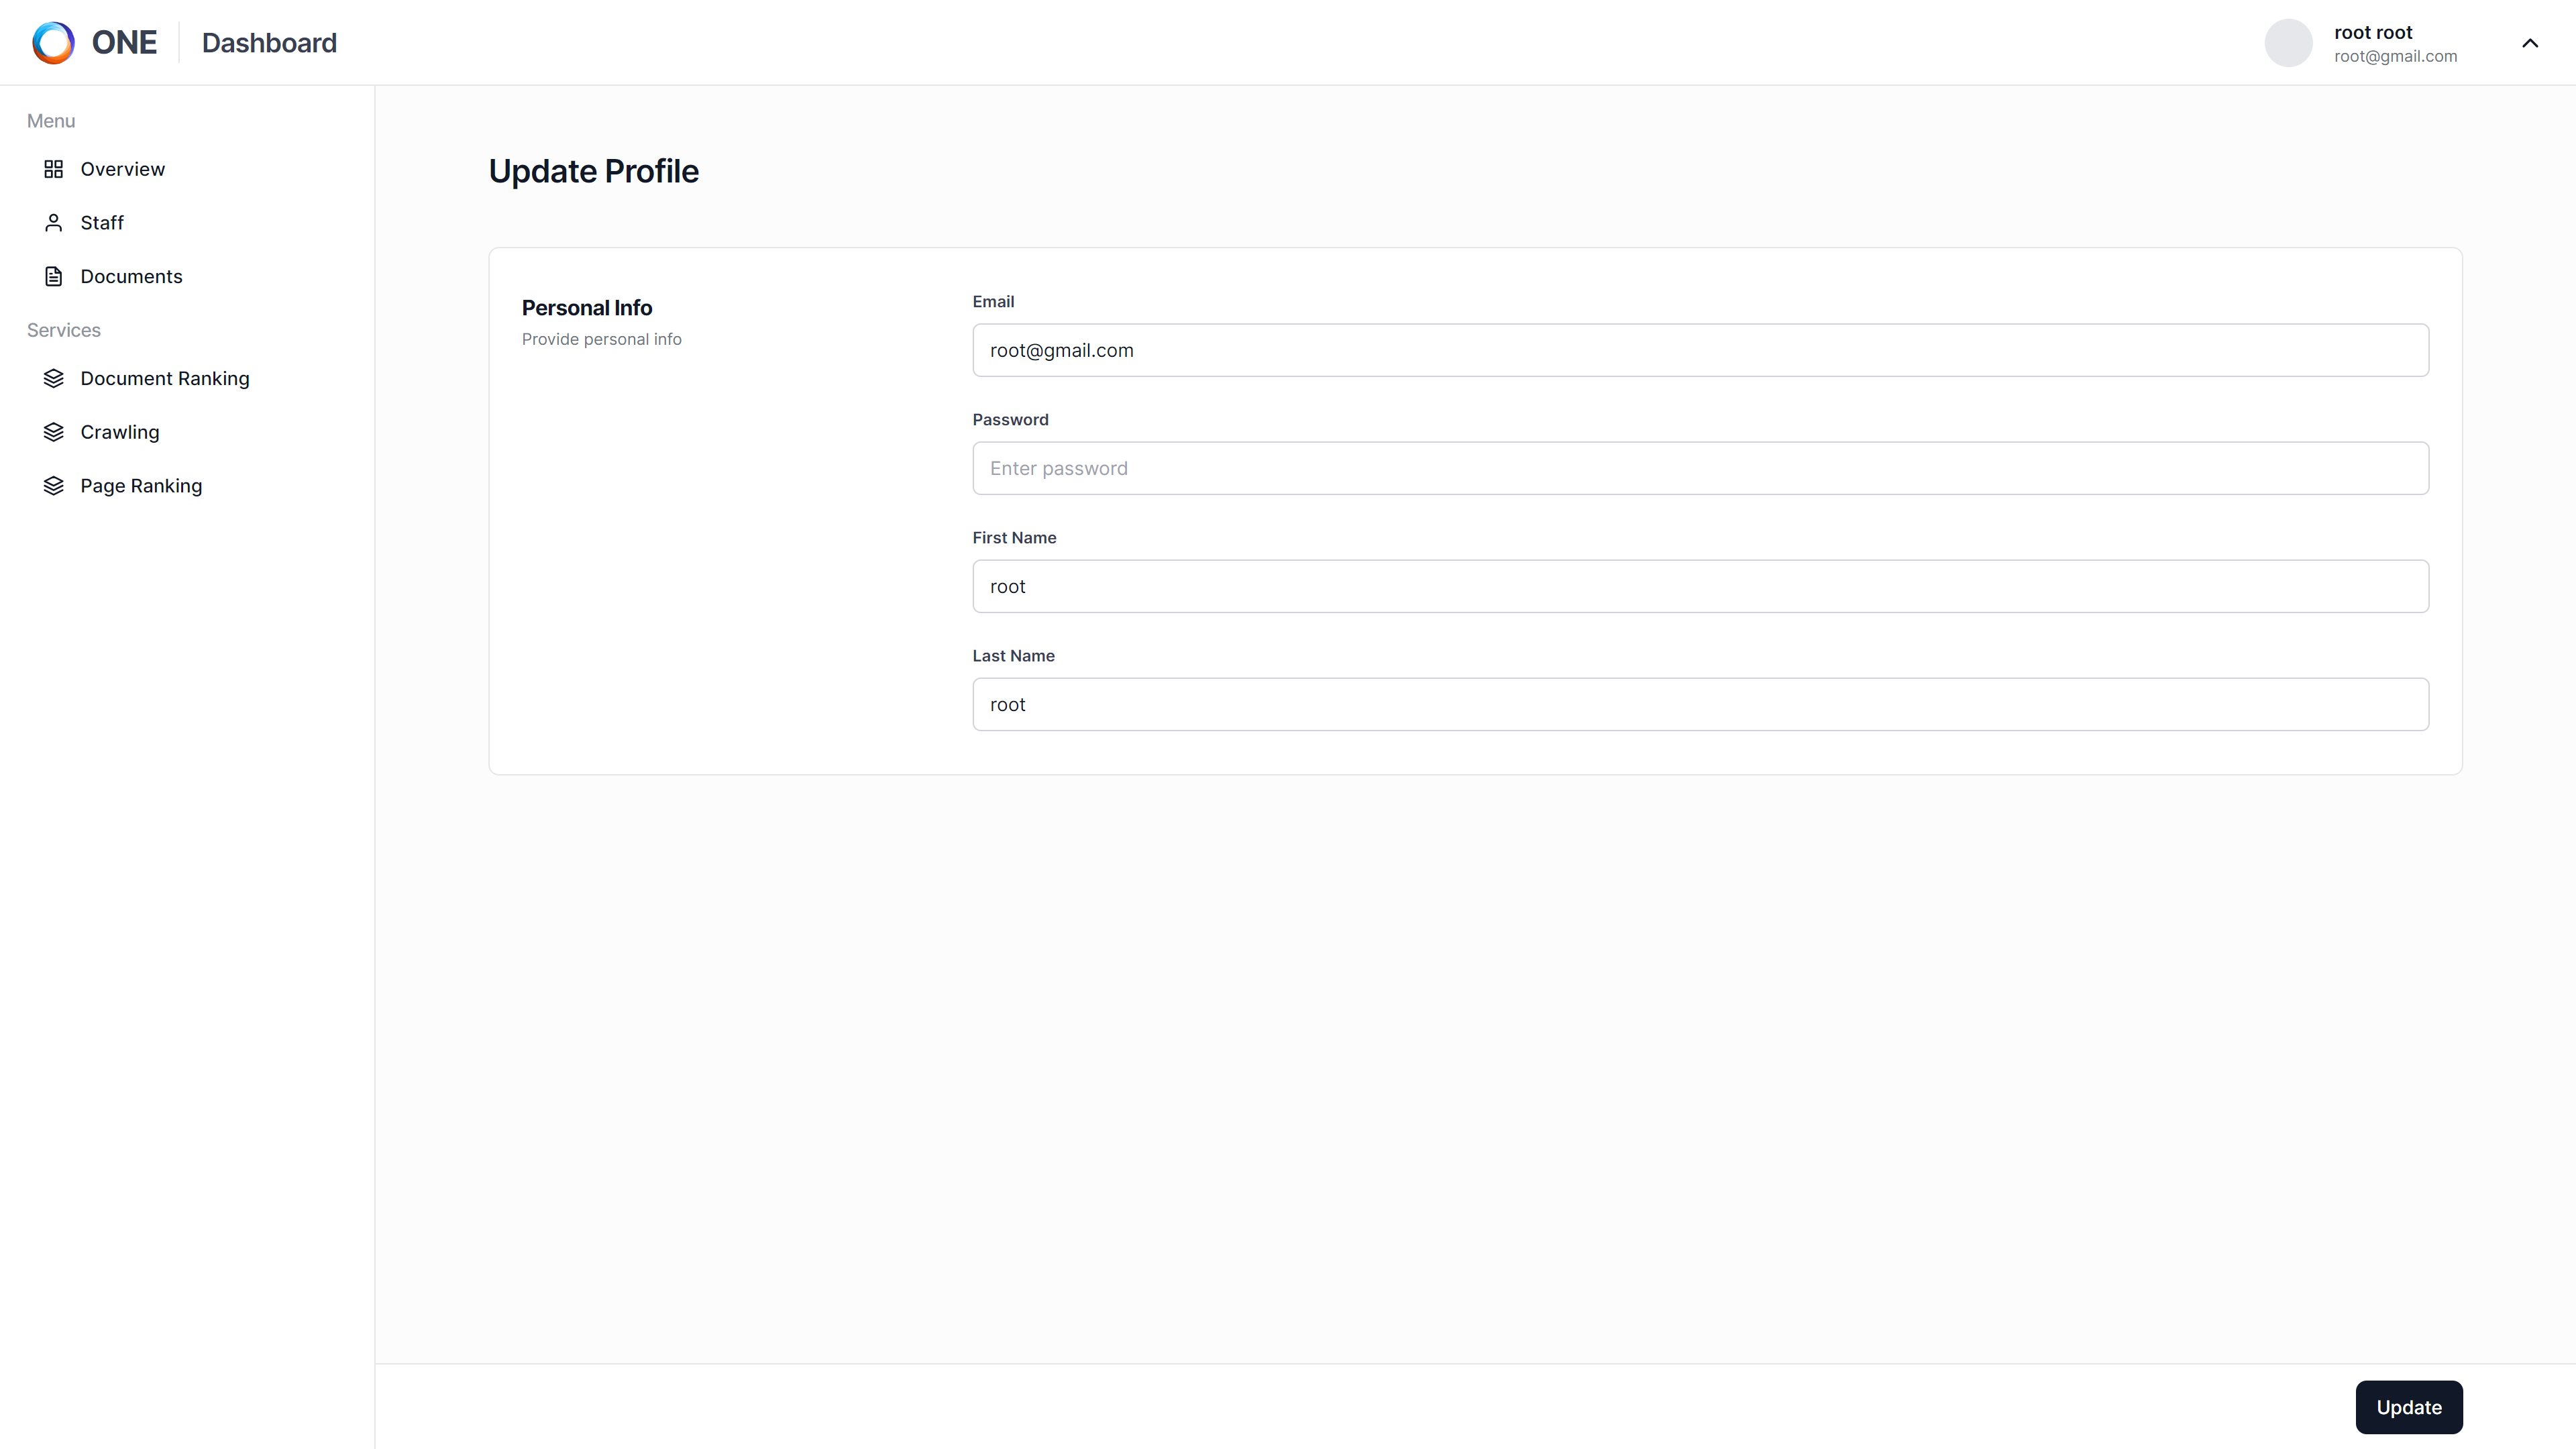 ONE
Dashboard
root root
root@gmail.com
Menu
Overview
Staff
Documents
Services
Document Ranking
Crawling
Page Ranking
Update Profile
Personal Info
Provide personal info
Email
root@gmail.com
Password
Enter password
First Name
root
Last Name
root
Update